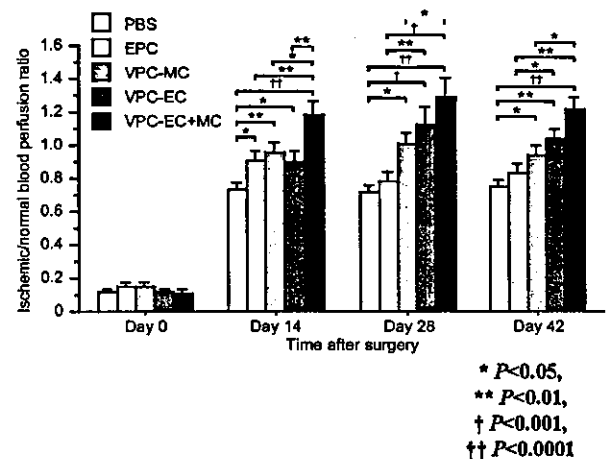 PBS
EPC
VPC-MC
VPC-EC
VPC-EC+MC
Ischemic/normal blood perfusion ratio
1.6
1.4
1.2
1.0
0.8
0.6
0.4
0.2
0
* ** * ** †† * ** *
* † ** †† † *
* ** * †† ** *
Day 0 Day 14 Day 28 Day 42
Time after surgery
* P<0.05,
** P<0.01,
† P<0.001,
†† P<0.0001